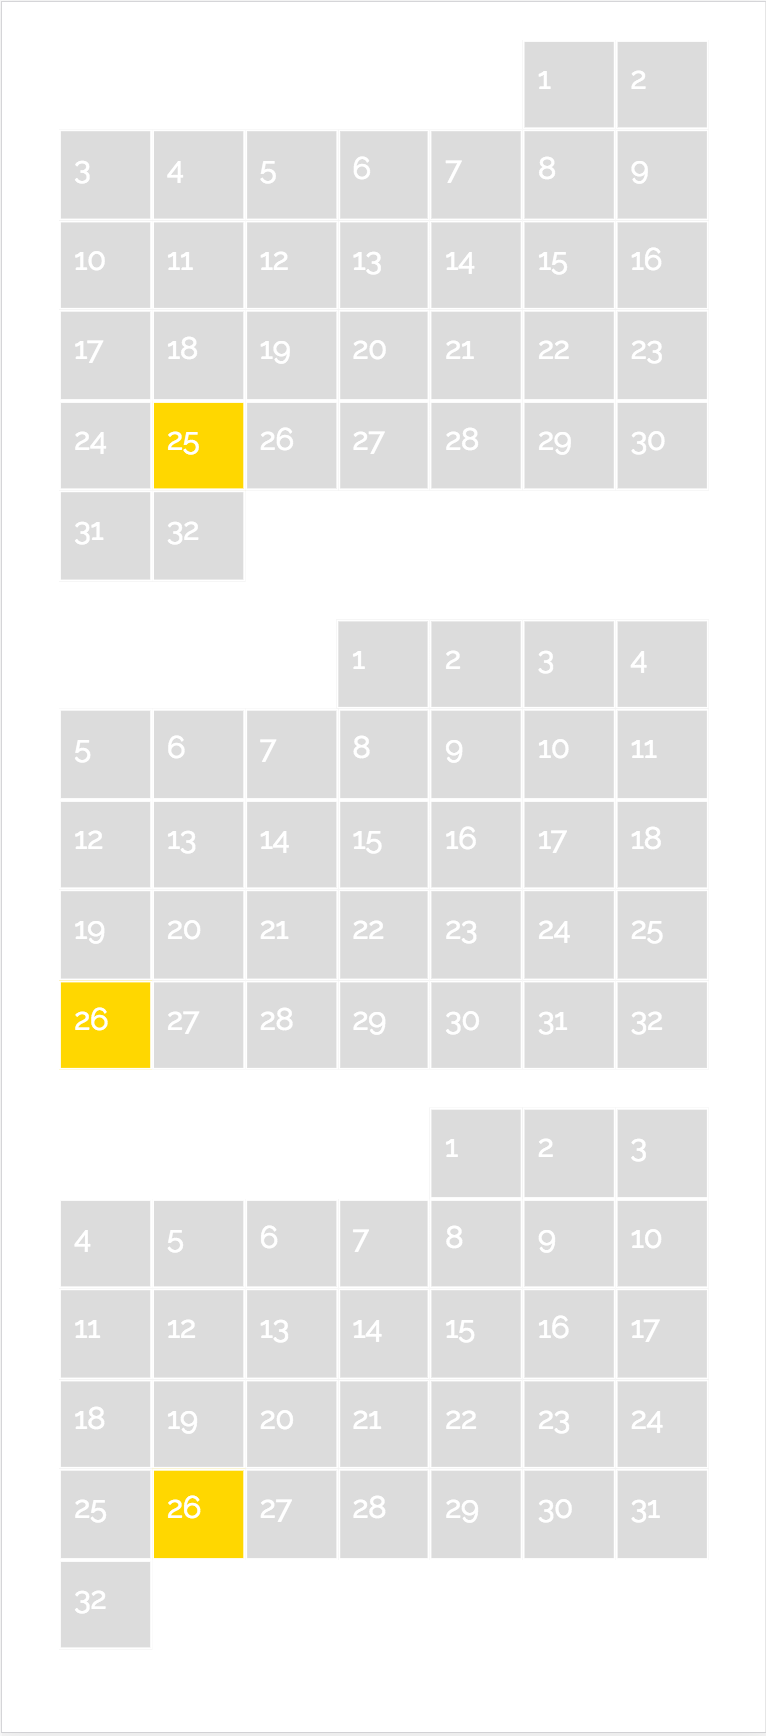 1 2
3 4 5 6 7 8 9
10 11 12 13 14 15 16
17 18 19 20 21 22 23
24 25 26 27 28 29 30
31 32
1 2 3 4
5 6 7 8 9 10 11
12 13 14 15 16 17 18
19 20 21 22 23 24 25
26 27 28 29 30 31 32
1 2 3
4 5 6 7 8 9 10
11 12 13 14 15 16 17
18 19 20 21 22 23 24
25 26 27 28 29 30 31
32